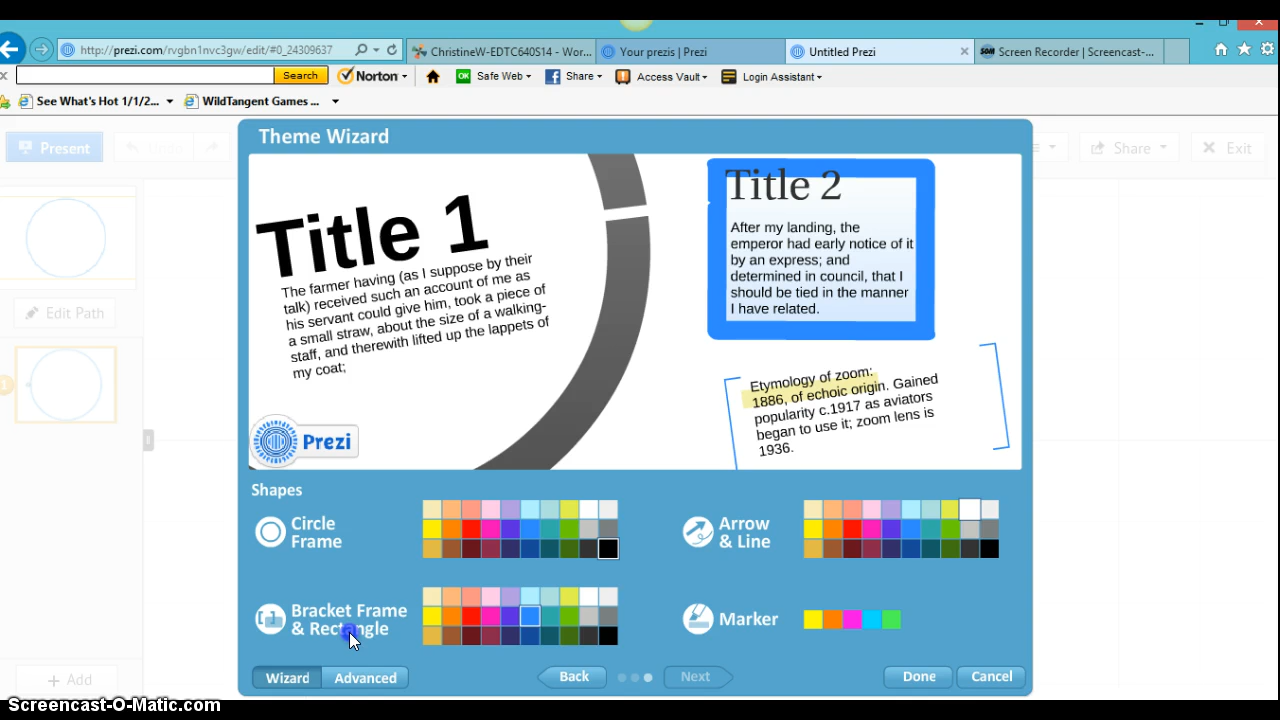 http://prezi.com/rvgbn1nvc3gw/edit/#0_24309637
ChristineW-EDTC640S14 - Wor...
Your prezis | Prezi
Untitled Prezi
Screen Recorder | Screencast-...
Search
Norton
Safe Web
Share
Access Vault
Login Assistant
See What's Hot 1/1/2...
WildTangent Games ...
Present
Undo
Share
Exit
Edit Path
1
Add
Theme Wizard
Title 1
The farmer having (as I suppose by their
talk) received such an account of me as
his servant could give him, took a piece of
a small straw, about the size of a walking-
staff, and therewith lifted up the lappets of
my coat;
Prezi
Title 2
After my landing, the
emperor had early notice of it
by an express; and
determined in council, that I
should be tied in the manner
I have related.
Etymology of zoom:
1886, of echoic origin. Gained
popularity c.1917 as aviators
began to use it; zoom lens is
1936.
Shapes
Circle
Frame
Arrow
& Line
Bracket Frame
& Rectangle
Marker
Wizard
Advanced
Back
Next
Done
Cancel
Screencast-O-Matic.com